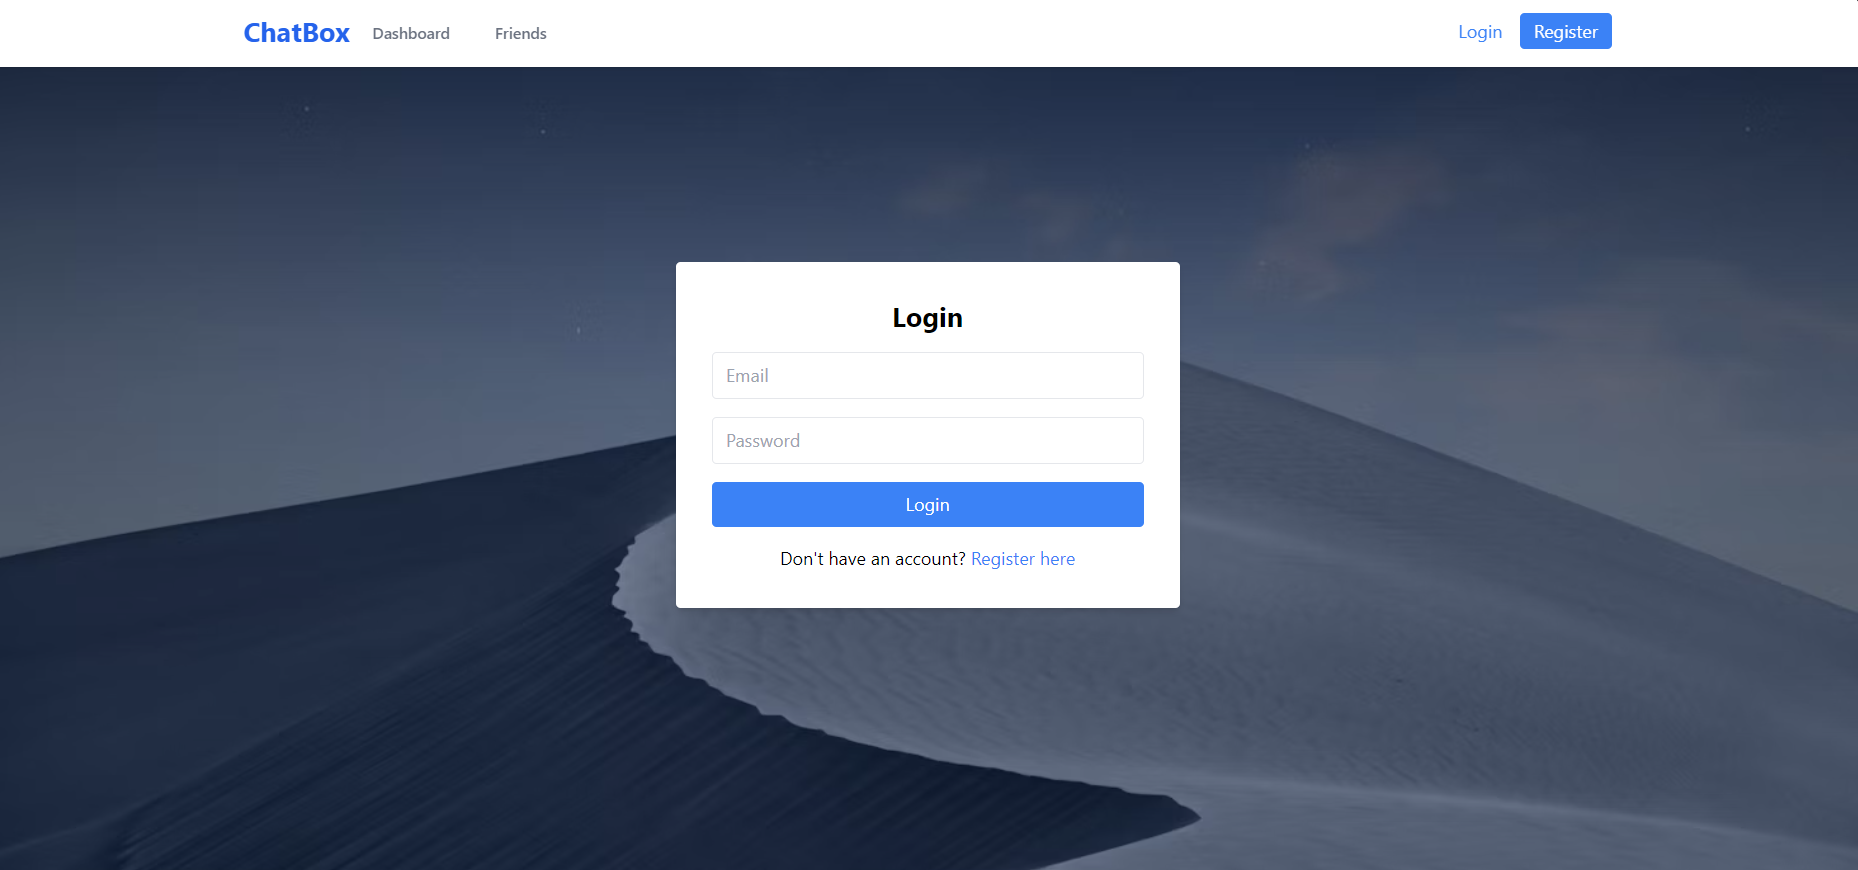 ChatBox Dashboard Friends Login Register
Login
Email
Password
Login
Don't have an account? Register here